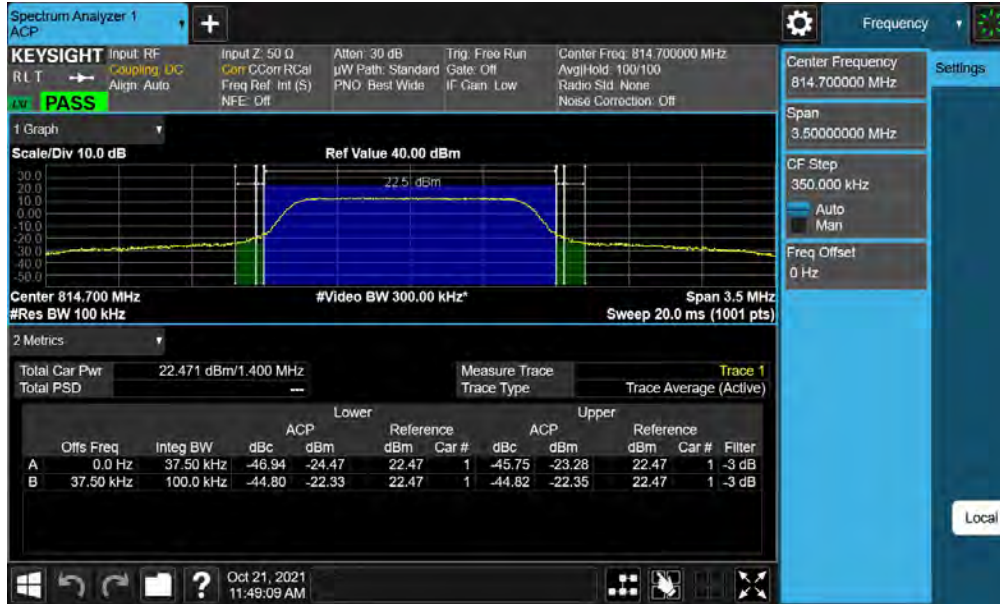 Spectrum Analyzer 1
ACP
+
Frequency
KEYSIGHT
R L T
LXI
PASS
Input: RF
Coupling: DC
Align: Auto
Input Z: 50 Ω
Corr CCorr RCal
Freq Ref: Int (S)
NFE: Off
Atten: 30 dB
µW Path: Standard
PNO: Best Wide
Trig: Free Run
Gate: Off
IF Gain: Low
Center Freq: 814.700000 MHz
Avg|Hold: 100/100
Radio Std: None
Noise Correction: Off
Center Frequency
814.700000 MHz
Settings
Span
3.50000000 MHz
CF Step
350.000 kHz
Auto
Man
Freq Offset
0 Hz
Local
1 Graph
Scale/Div 10.0 dB
Ref Value 40.00 dBm
30.0
20.0
10.0
0.00
-10.0
-20.0
-30.0
-40.0
-50.0
22.5 dBm
Center 814.700 MHz
#Video BW 300.00 kHz*
Span 3.5 MHz
#Res BW 100 kHz
Sweep 20.0 ms (1001 pts)
2 Metrics
Total Car Pwr 22.471 dBm/1.400 MHz
Measure Trace Trace 1
Total PSD ---
Trace Type Trace Average (Active)
Lower Upper
ACP Reference ACP Reference
Offs Freq Integ BW dBc dBm dBm Car # dBc dBm dBm Car # Filter
A 0.0 Hz 37.50 kHz -46.94 -24.47 22.47 1 -45.75 -23.28 22.47 1 -3 dB
B 37.50 kHz 100.0 kHz -44.80 -22.33 22.47 1 -44.82 -22.35 22.47 1 -3 dB
?
Oct 21, 2021
11:49:09 AM